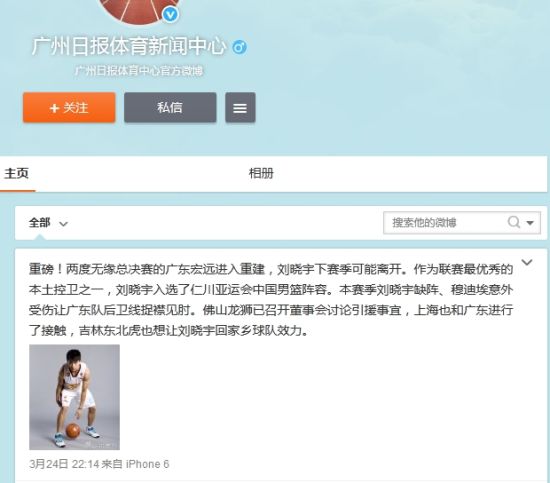 广州日报体育新闻中心
广州日报体育中心官方微博
+ 关注
私信
主页
相册
全部
搜索他的微博
重磅！两度无缘总决赛的广东宏远进入重建，刘晓宇下赛季可能离开。作为联赛最优秀的
本土控卫之一，刘晓宇入选了仁川亚运会中国男篮阵容。本赛季刘晓宇缺阵、穆迪埃意外
受伤让广东队后卫线捉襟见肘。佛山龙狮已召开董事会讨论引援事宜，上海也和广东进行
了接触，吉林东北虎也想让刘晓宇回家乡球队效力。
3月24日 22:14 来自 iPhone 6